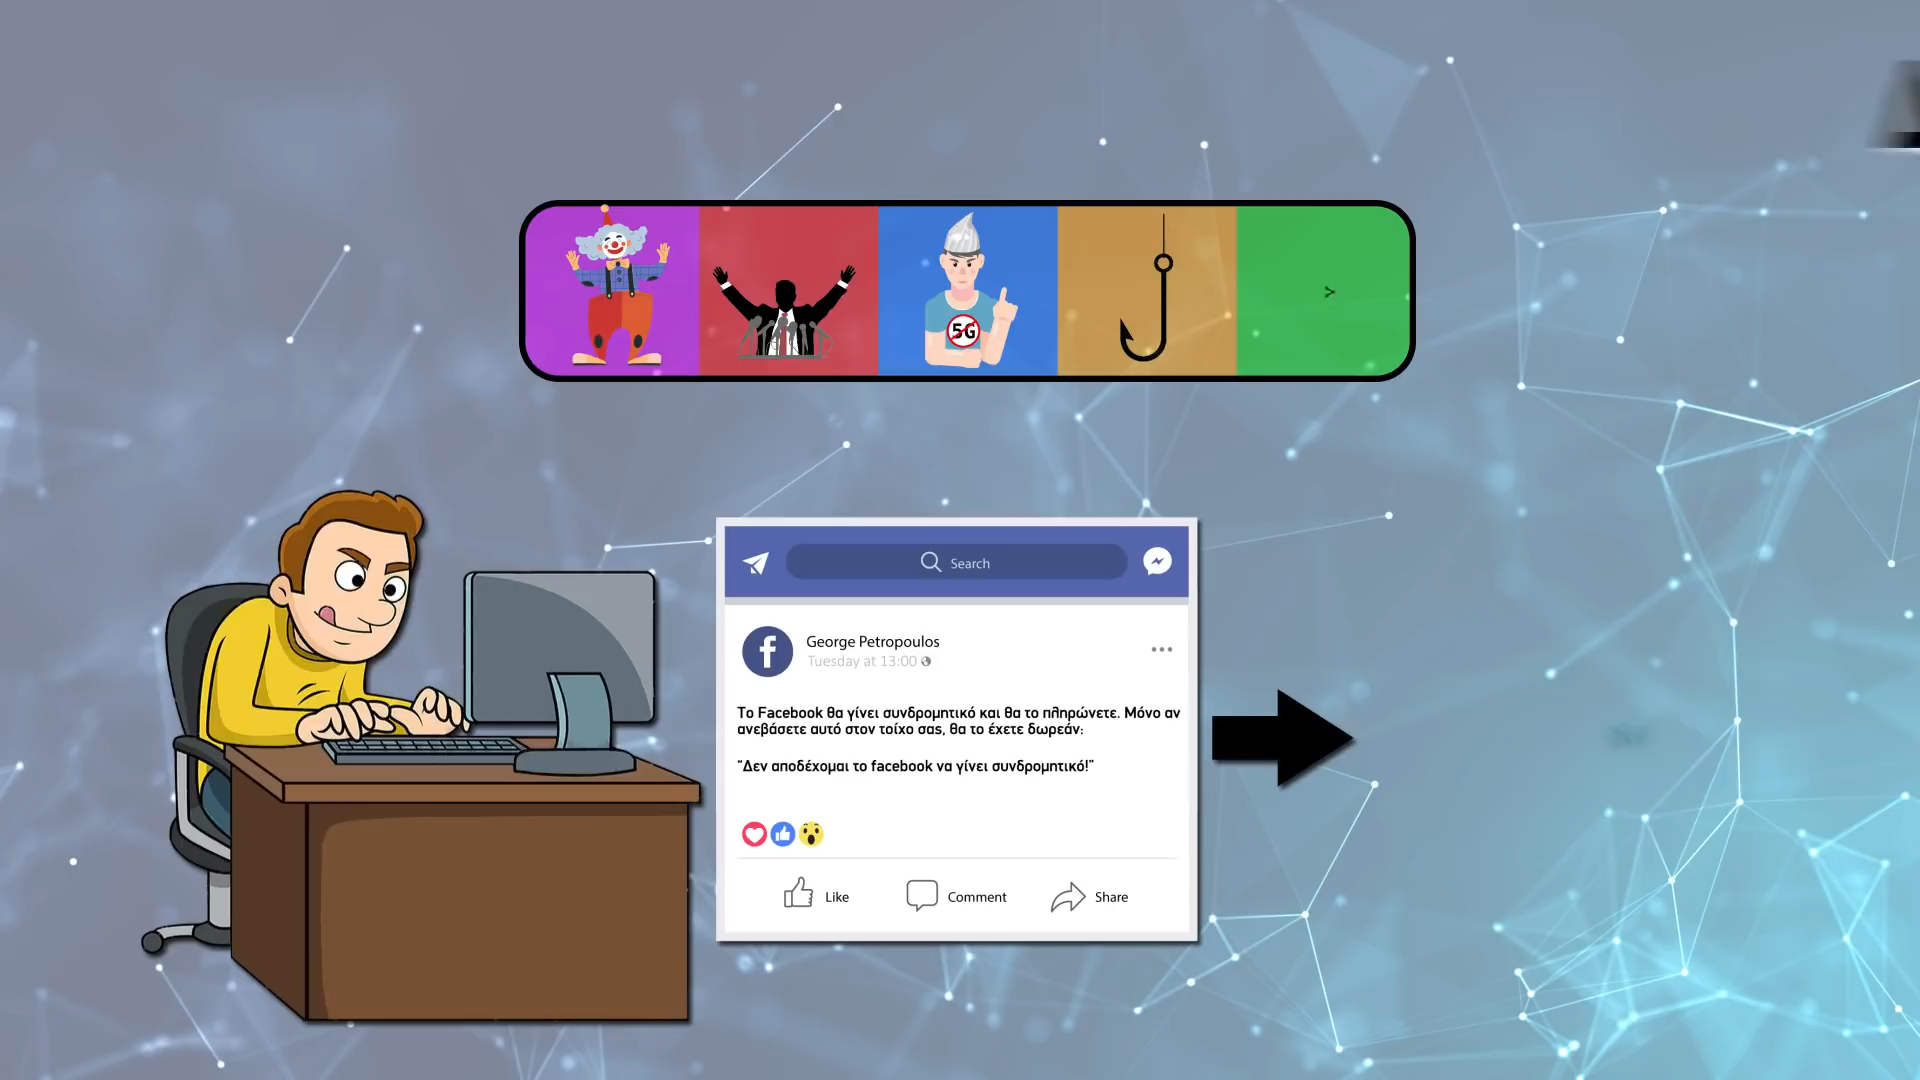 5G
Search
George Petropoulos
Tuesday at 13:00
Το Facebook θα γίνει συνδρομητικό και θα το πληρώνετε. Μόνο αν
ανεβάσετε αυτό στον τοίχο σας, θα το έχετε δωρεάν:
“Δεν αποδέχομαι το facebook να γίνει συνδρομητικό!”
Like
Comment
Share